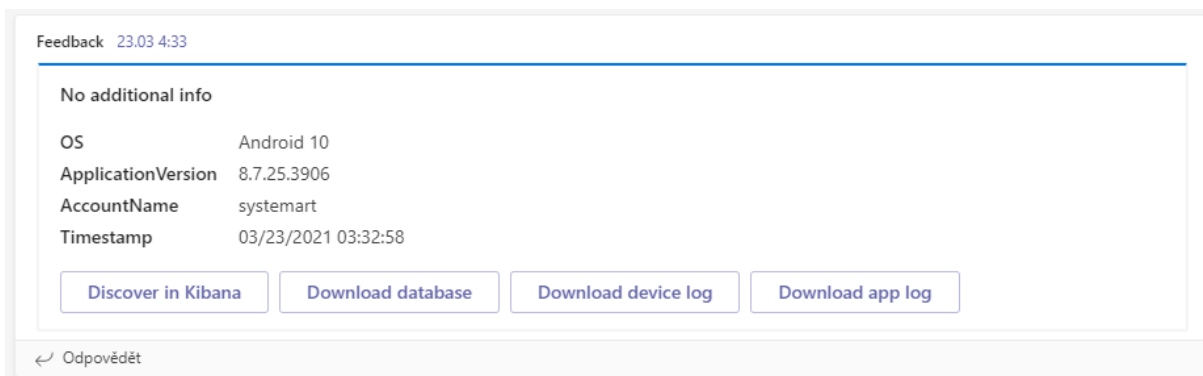 Feedback 23.03 4:33
No additional info
OS Android 10
ApplicationVersion 8.7.25.3906
AccountName systemart
Timestamp 03/23/2021 03:32:58
Discover in Kibana Download database Download device log Download app log
Odpovědět